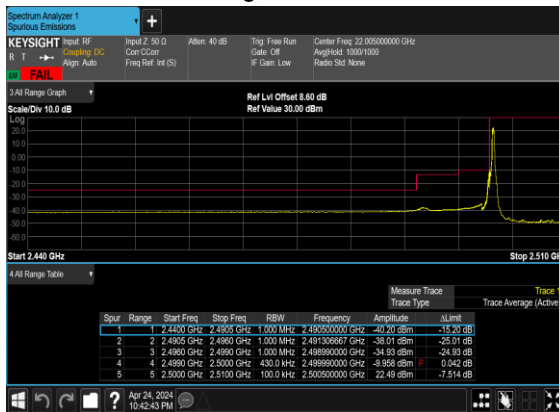 Spectrum Analyzer 1
Spurious Emissions
+
KEYSIGHT Input: RF Input Z: 50 Ω Atten: 40 dB Trig: Free Run Center Freq: 22.005000000 GHz
R T Coupling: DC Corr CCorr Gate: Off Avg|Hold: 1000/1000
Align: Auto Freq Ref: Int (S) IF Gain: Low Radio Std: None
FAIL
3 All Range Graph
Ref Lvl Offset 8.60 dB
Scale/Div 10.0 dB Ref Value 30.00 dBm
Log
20.0
10.0
0.00
-10.0
-20.0
-30.0
-40.0
-50.0
-60.0
Start 2.440 GHz Stop 2.510 GH
4 All Range Table
Measure Trace Trace 1
Trace Type Trace Average (Active
Spur Range Start Freq Stop Freq RBW Frequency Amplitude ΔLimit
1 1 2.4400 GHz 2.4905 GHz 1.000 MHz 2.490500000 GHz -40.20 dBm -15.20 dB
2 2 2.4905 GHz 2.4960 GHz 1.000 MHz 2.491306667 GHz -38.01 dBm -25.01 dB
3 3 2.4960 GHz 2.4990 GHz 1.000 MHz 2.498990000 GHz -34.93 dBm -24.93 dB
4 4 2.4990 GHz 2.5000 GHz 430.0 kHz 2.499990000 GHz -9.958 dBm F 0.042 dB
5 5 2.5000 GHz 2.5100 GHz 100.0 kHz 2.500500000 GHz 22.49 dBm -7.514 dB
? Apr 24, 2024
10:42:43 PM